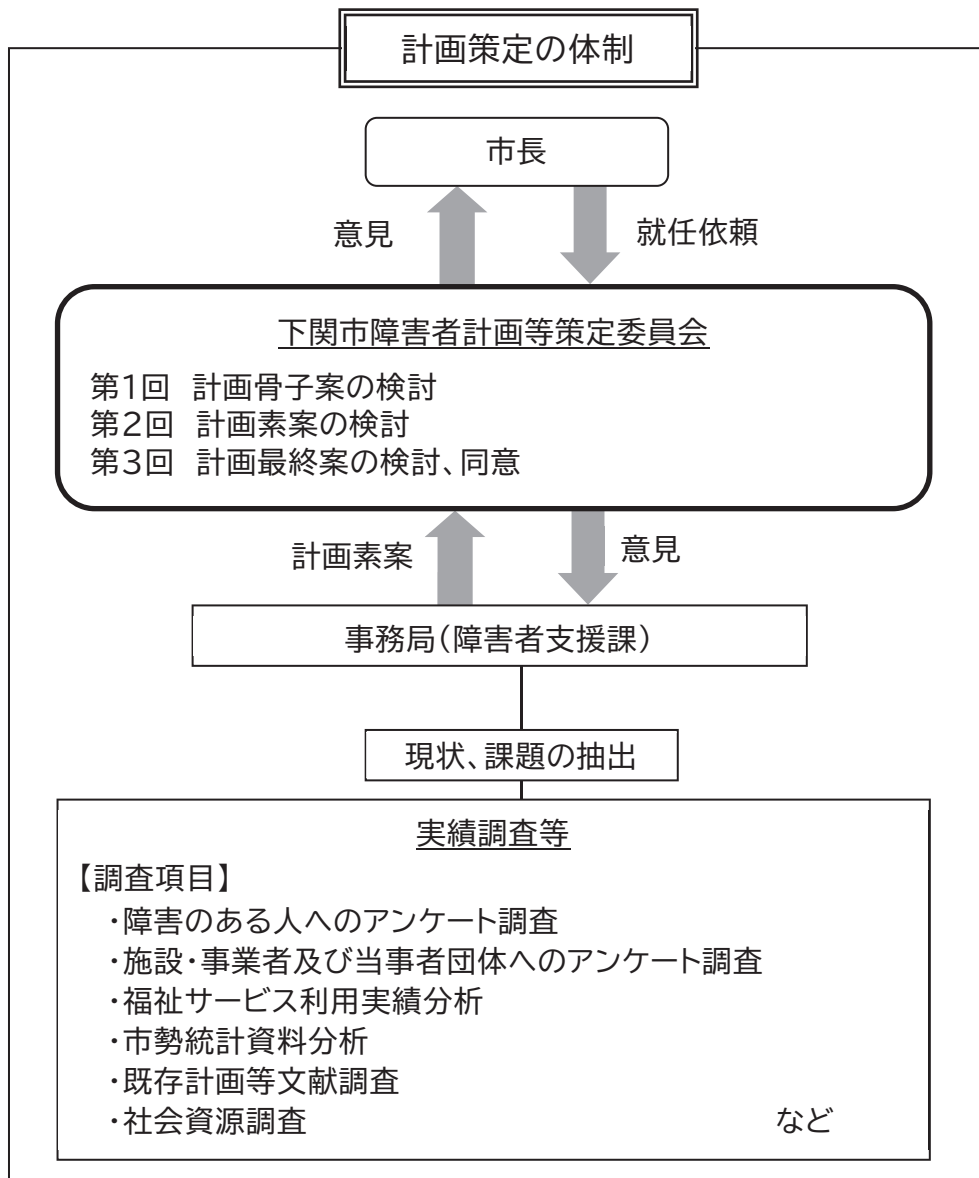 計画策定の体制
市長
意見
就任依頼
下関市障害者計画等策定委員会
第1回 計画骨子案の検討
第2回 計画素案の検討
第3回 計画最終案の検討、同意
計画素案
意見
事務局(障害者支援課)
現状、課題の抽出
実績調査等
【調査項目】
・障害のある人へのアンケート調査
・施設・事業者及び当事者団体へのアンケート調査
・福祉サービス利用実績分析
・市勢統計資料分析
・既存計画等文献調査
・社会資源調査 など